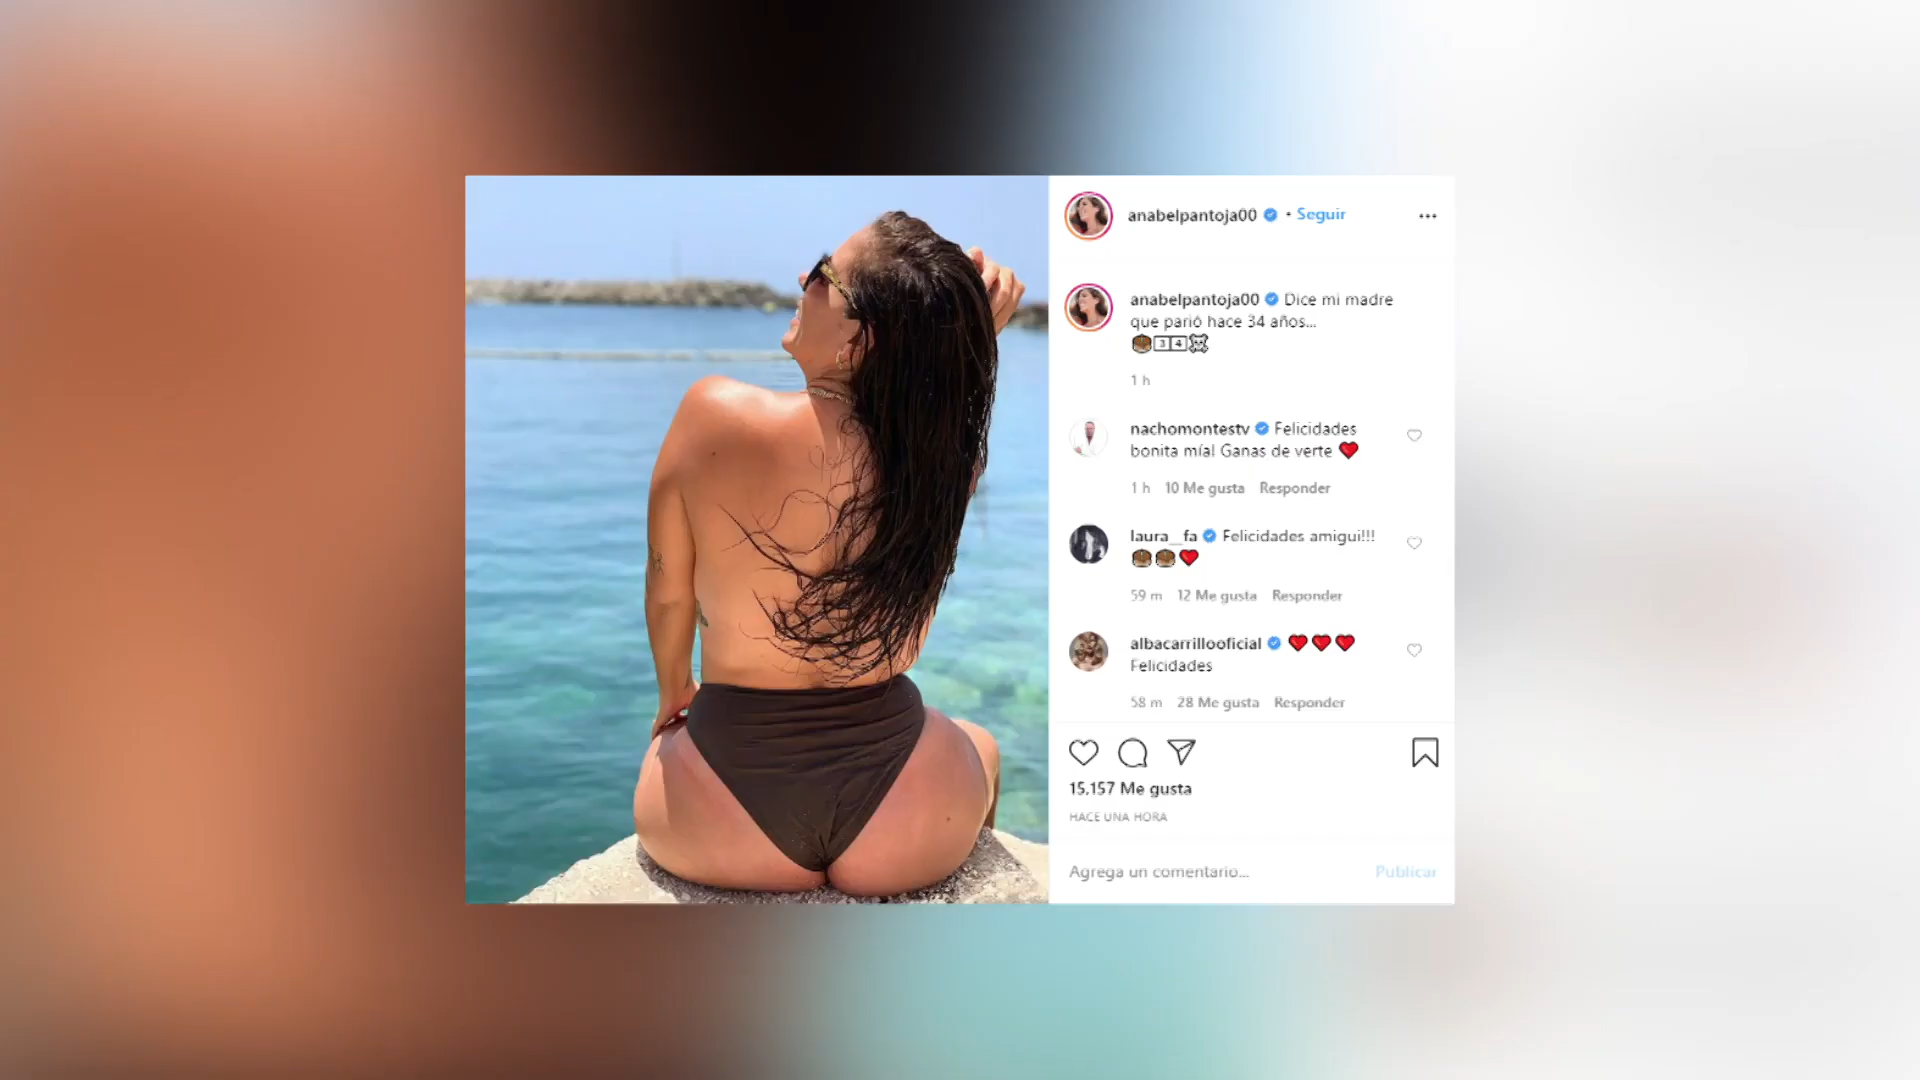 anabelpantoja00 • Seguir
anabelpantoja00 Dice mi madre
que parió hace 34 años...
34
1 h
nachomontestv Felicidades
bonita mía! Ganas de verte
1 h 10 Me gusta Responder
laura__fa Felicidades amigui!!!
59 m 12 Me gusta Responder
albacarrillooficial
Felicidades
58 m 28 Me gusta Responder
15.157 Me gusta
HACE UNA HORA
Agrega un comentario... Publicar